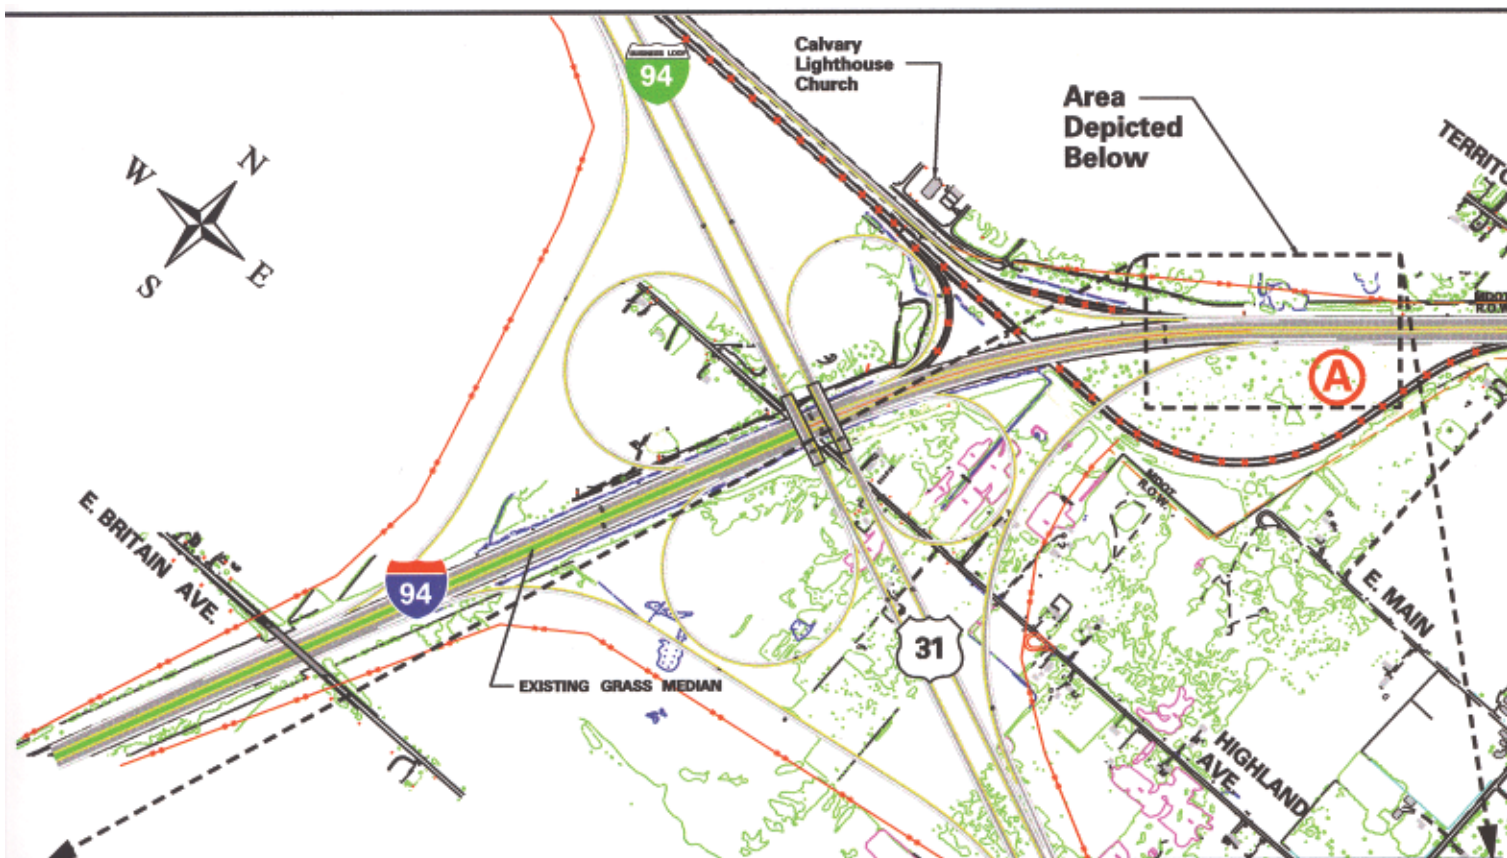 BUSINESS LOOP
94
Calvary
Lighthouse
Church
Area
Depicted
Below
N
W
E
S
MDOT
R.O.W
A
E. BRITAIN AVE.
94
MDOT
R.O.W
E. MAIN
31
EXISTING GRASS MEDIAN
HIGHLAND
AVE